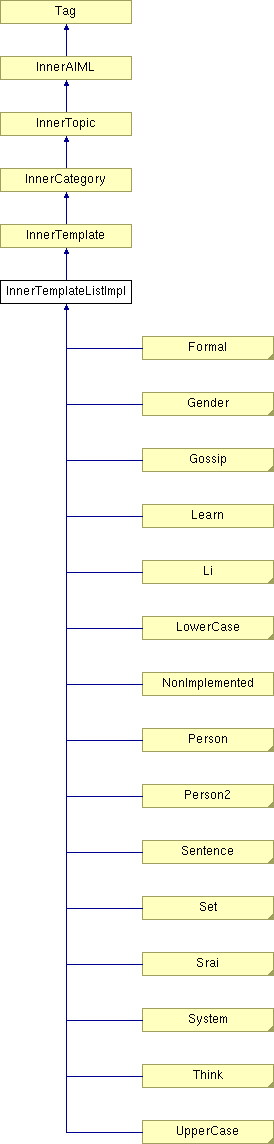 Tag
InnerAIML
InnerTopic
InnerCategory
InnerTemplate
InnerTemplateListImpl
Formal
Gender
Gossip
Learn
Li
LowerCase
NonImplemented
Person
Person2
Sentence
Set
Srai
System
Think
UpperCase